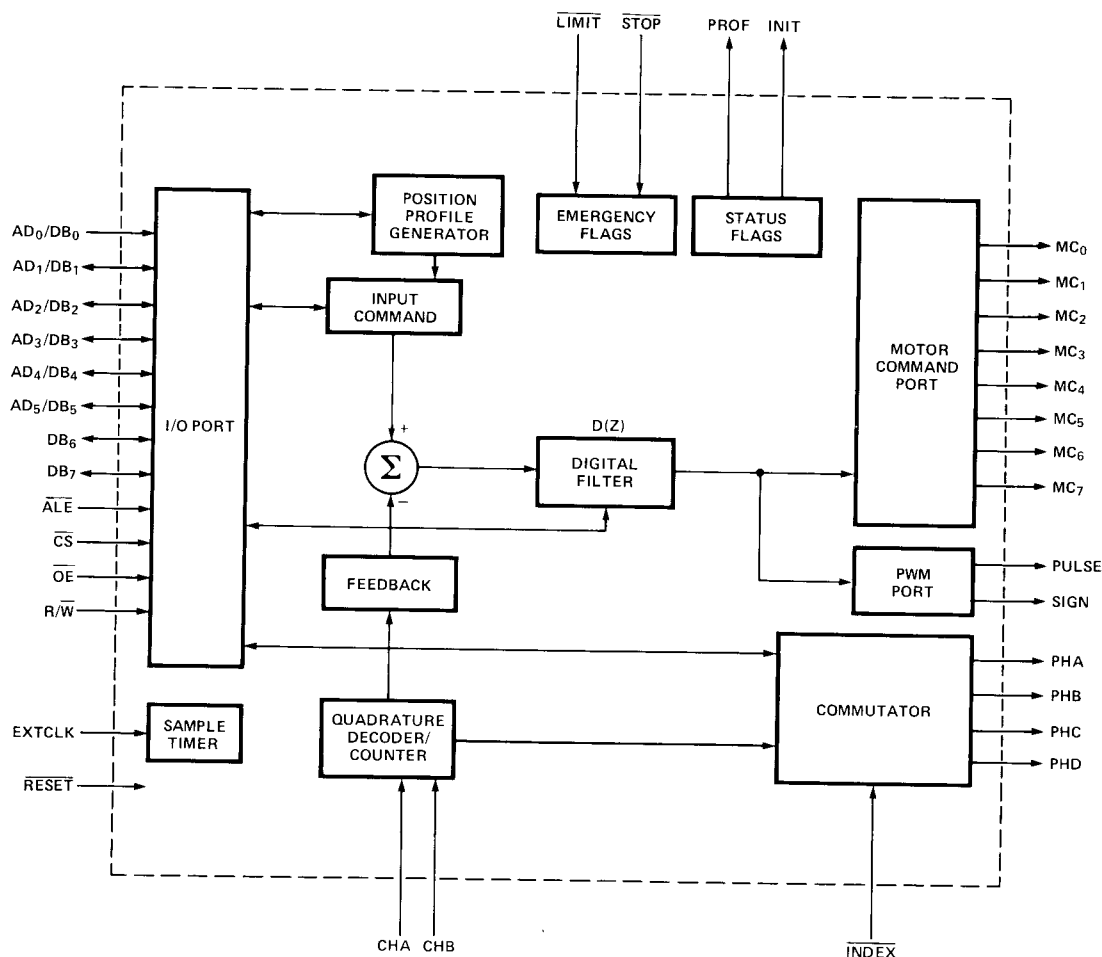 LIMIT STOP PROF INIT
POSITION
PROFILE
GENERATOR
EMERGENCY
FLAGS
STATUS
FLAGS
AD0/DB0
AD1/DB1
AD2/DB2
AD3/DB3
AD4/DB4
AD5/DB5
DB6
DB7
ALE
CS
OE
R/W
I/O PORT
INPUT
COMMAND
+
Σ
−
D(Z)
DIGITAL
FILTER
MOTOR
COMMAND
PORT
MC0
MC1
MC2
MC3
MC4
MC5
MC6
MC7
FEEDBACK
PWM
PORT
PULSE
SIGN
EXTCLK
RESET
SAMPLE
TIMER
QUADRATURE
DECODER/
COUNTER
COMMUTATOR
PHA
PHB
PHC
PHD
CHA CHB
INDEX